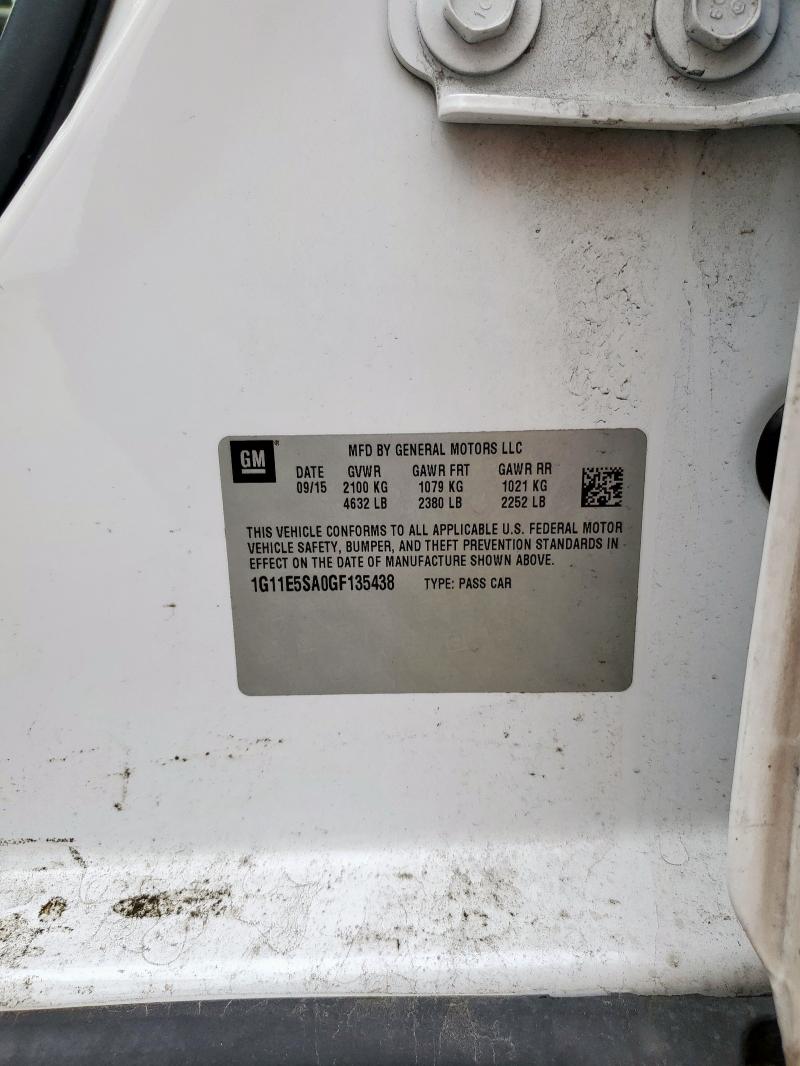 GM
MFD BY GENERAL MOTORS LLC
DATE GVWR GAWR FRT GAWR RR
09/15 2100 KG 1079 KG 1021 KG
4632 LB 2380 LB 2252 LB
THIS VEHICLE CONFORMS TO ALL APPLICABLE U.S. FEDERAL MOTOR
VEHICLE SAFETY, BUMPER, AND THEFT PREVENTION STANDARDS IN
EFFECT ON THE DATE OF MANUFACTURE SHOWN ABOVE.
1G11E5SA0GF135438 TYPE: PASS CAR